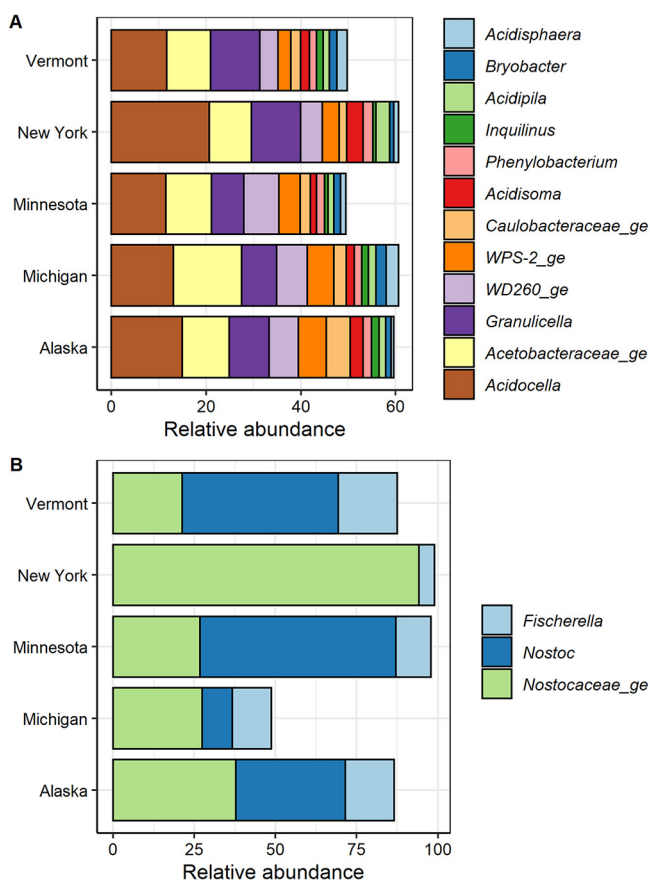 A
Vermont
New York
Minnesota
Michigan
Alaska
0 20 40 60
Relative abundance
Acidisphaera
Bryobacter
Acidipila
Inquilinus
Phenylobacterium
Acidisoma
Caulobacteraceae_ge
WPS-2_ge
WD260_ge
Granulicella
Acetobacteraceae_ge
Acidocella
B
Vermont
New York
Minnesota
Michigan
Alaska
0 25 50 75 100
Relative abundance
Fischerella
Nostoc
Nostocaceae_ge